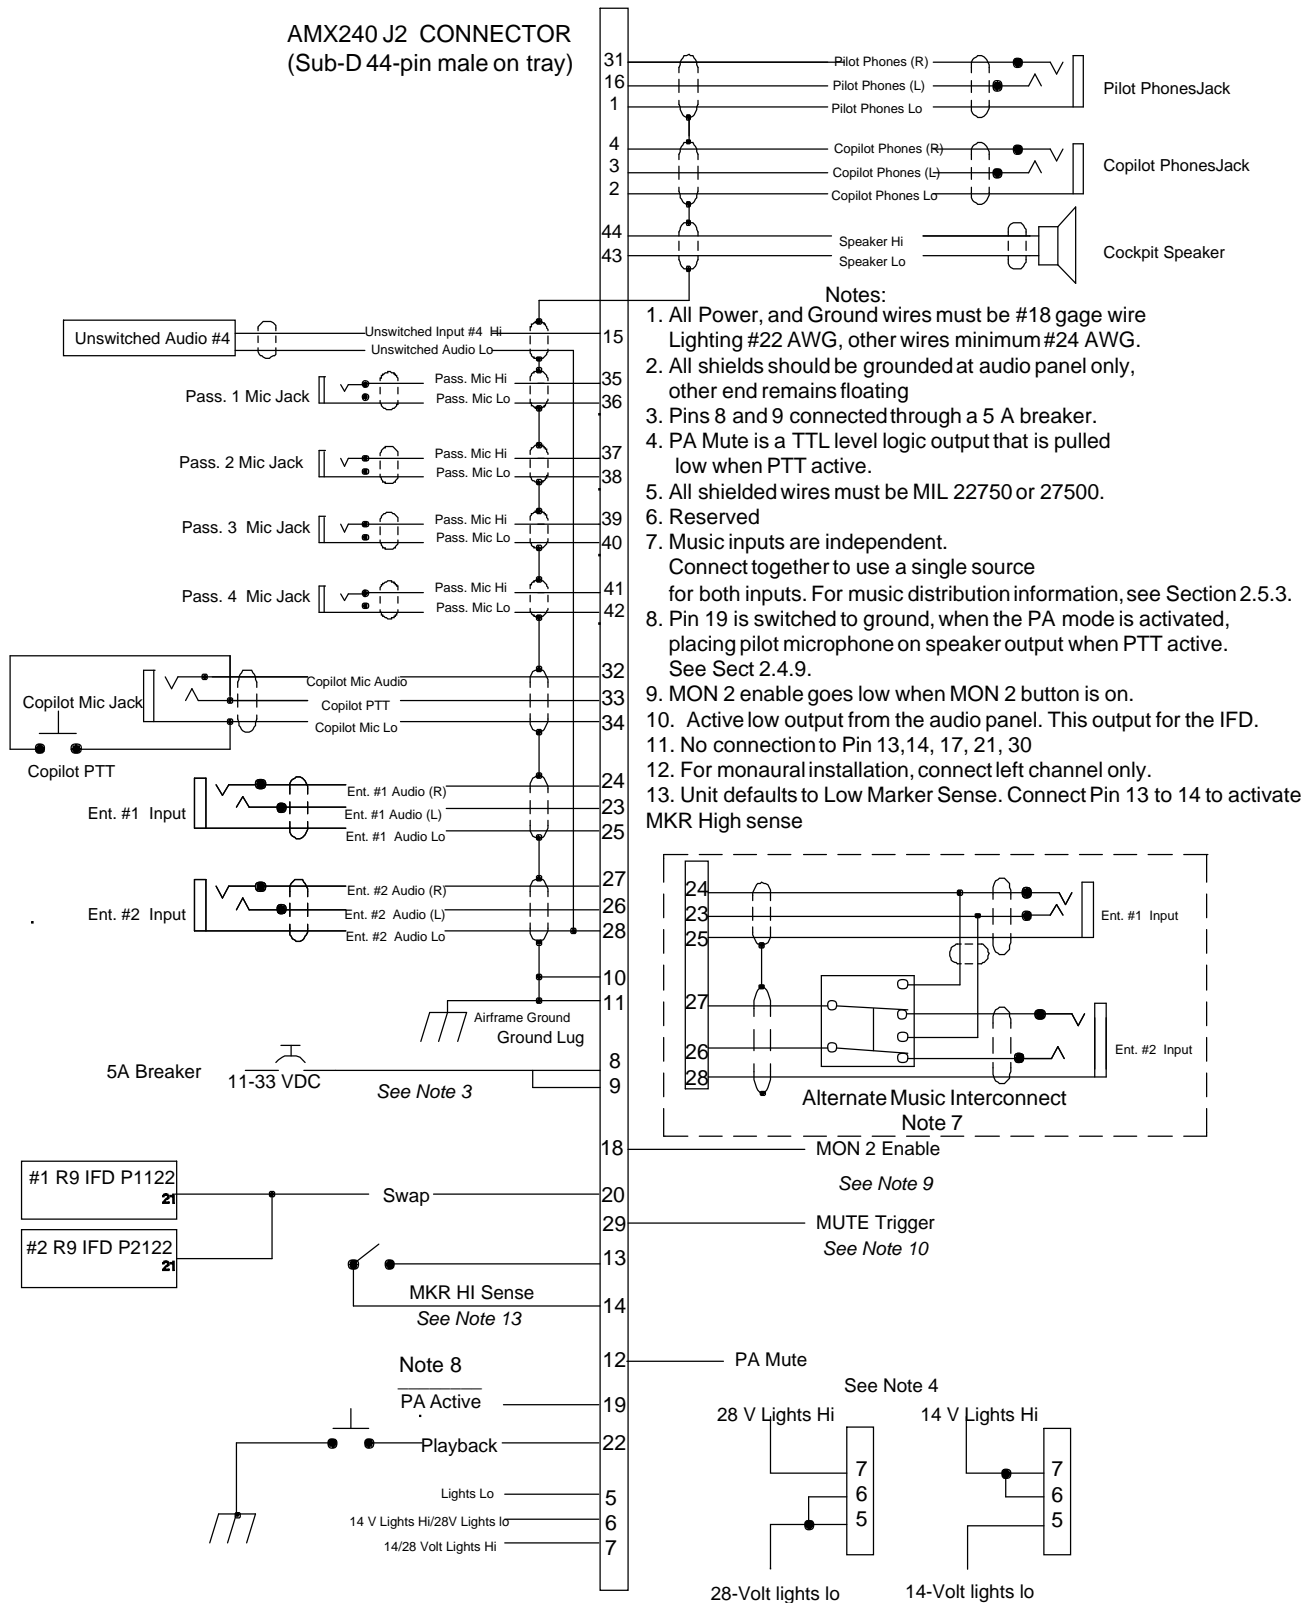 AMX240 J2 CONNECTOR
(Sub-D 44-pin male on tray)
31
Pilot Phones (R)
16
Pilot Phones (L)
1
Pilot Phones Lo
Pilot PhonesJack
4
Copilot Phones (R)
3
Copilot Phones (L)
2
Copilot Phones Lo
Copilot PhonesJack
44
Speaker Hi
43
Speaker Lo
Cockpit Speaker
Unswitched Audio #4
Unswitched Input #4 Hi
Unswitched Audio Lo
15
Pass. 1 Mic Jack
Pass. Mic Hi
35
Pass. Mic Lo
36
Pass. 2 Mic Jack
Pass. Mic Hi
37
Pass. Mic Lo
38
Pass. 3 Mic Jack
Pass. Mic Hi
39
Pass. Mic Lo
40
Pass. 4 Mic Jack
Pass. Mic Hi
41
Pass. Mic Lo
42
Copilot Mic Jack
Copilot Mic Audio
32
Copilot PTT
33
Copilot Mic Lo
34
Copilot PTT
Ent. #1 Input
Ent. #1 Audio (R)
24
Ent. #1 Audio (L)
23
Ent. #1 Audio Lo
25
Ent. #2 Input
Ent. #2 Audio (R)
27
Ent. #2 Audio (L)
26
Ent. #2 Audio Lo
28
10
11
Airframe Ground
Ground Lug
5A Breaker
11-33 VDC
See Note 3
8
9
#1 R9 IFD P1122
21
#2 R9 IFD P2122
21
Swap
20
13
MKR HI Sense
See Note 13
14
Note 8
PA Active
19
Playback
22
Lights Lo
5
14 V Lights Hi/28V Lights lo
6
14/28 Volt Lights Hi
7
Notes:
1. All Power, and Ground wires must be #18 gage wire
Lighting #22 AWG, other wires minimum #24 AWG.
2. All shields should be grounded at audio panel only,
other end remains floating
3. Pins 8 and 9 connected through a 5 A breaker.
4. PA Mute is a TTL level logic output that is pulled
low when PTT active.
5. All shielded wires must be MIL 22750 or 27500.
6. Reserved
7. Music inputs are independent.
Connect together to use a single source
for both inputs. For music distribution information, see Section 2.5.3.
8. Pin 19 is switched to ground, when the PA mode is activated,
placing pilot microphone on speaker output when PTT active.
See Sect 2.4.9.
9. MON 2 enable goes low when MON 2 button is on.
10. Active low output from the audio panel. This output for the IFD.
11. No connection to Pin 13,14, 17, 21, 30
12. For monaural installation, connect left channel only.
13. Unit defaults to Low Marker Sense. Connect Pin 13 to 14 to activate
MKR High sense
24
23
25
Ent. #1 Input
27
26
28
Ent. #2 Input
Alternate Music Interconnect
Note 7
18
MON 2 Enable
See Note 9
29
MUTE Trigger
See Note 10
12
PA Mute
See Note 4
28 V Lights Hi
7
6
5
28-Volt lights lo
14 V Lights Hi
7
6
5
14-Volt lights lo